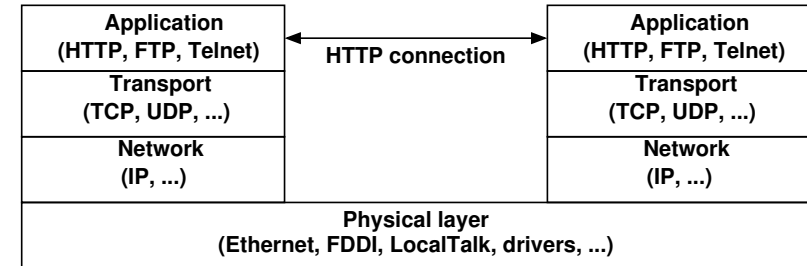 Application
(HTTP, FTP, Telnet)
Transport
(TCP, UDP, ...)
Network
(IP, ...)
HTTP connection
Application
(HTTP, FTP, Telnet)
Transport
(TCP, UDP, ...)
Network
(IP, ...)
Physical layer
(Ethernet, FDDI, LocalTalk, drivers, ...)